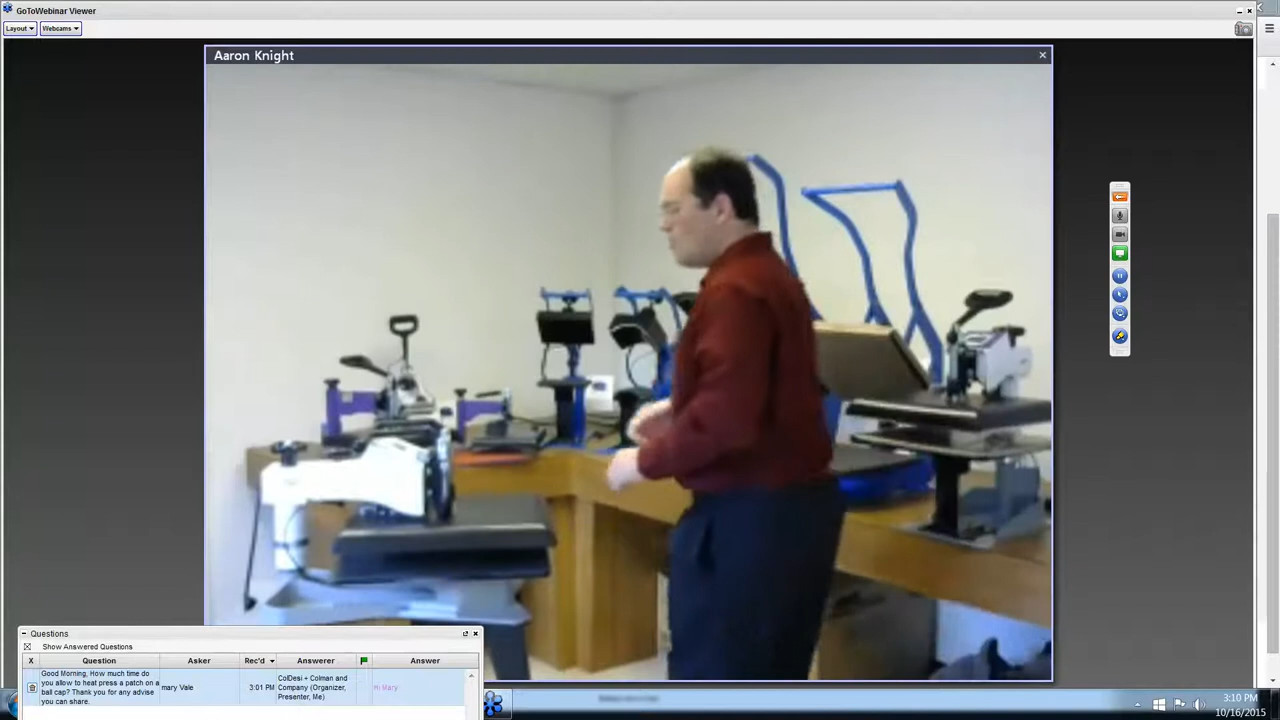 GoToWebinar Viewer
Layout
Webcams
Aaron Knight
Questions
Show Answered Questions
X Question Asker Rec'd Answerer Answer
Good Morning, How much time do
you allow to heat press a patch on a
ball cap? Thank you for any advise
you can share.
mary Vale
3:01 PM
ColDesi + Colman and
Company (Organizer,
Presenter, Me)
Hi Mary
3:10 PM
10/16/2015